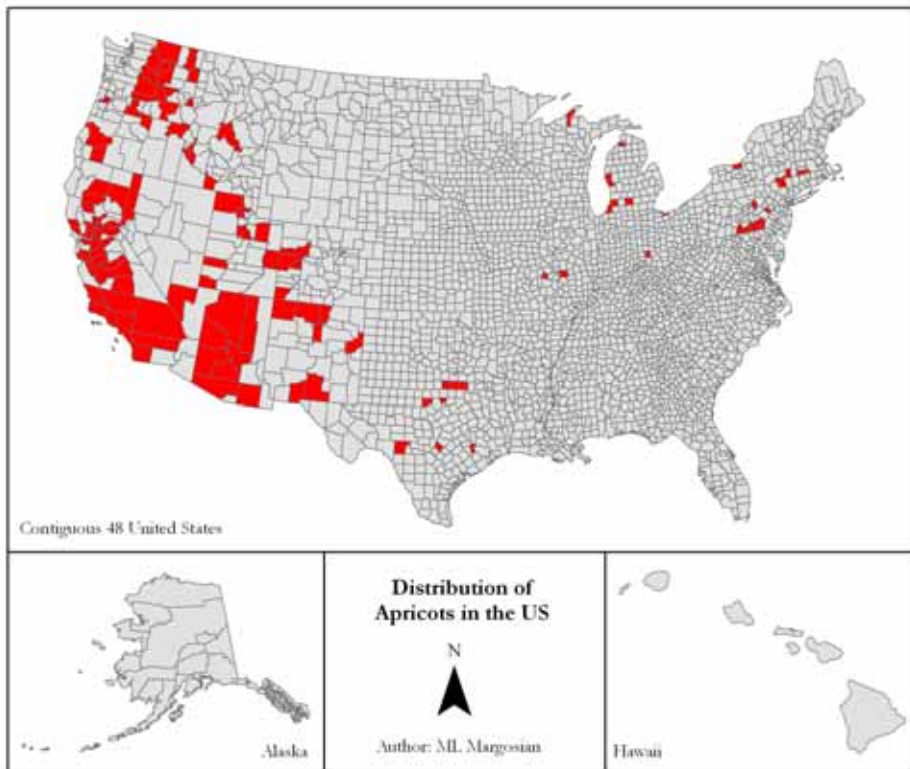 Contiguous 48 United States
Distribution of
Apricots in the US
N
Author: ML Margosian
Alaska
Hawaii